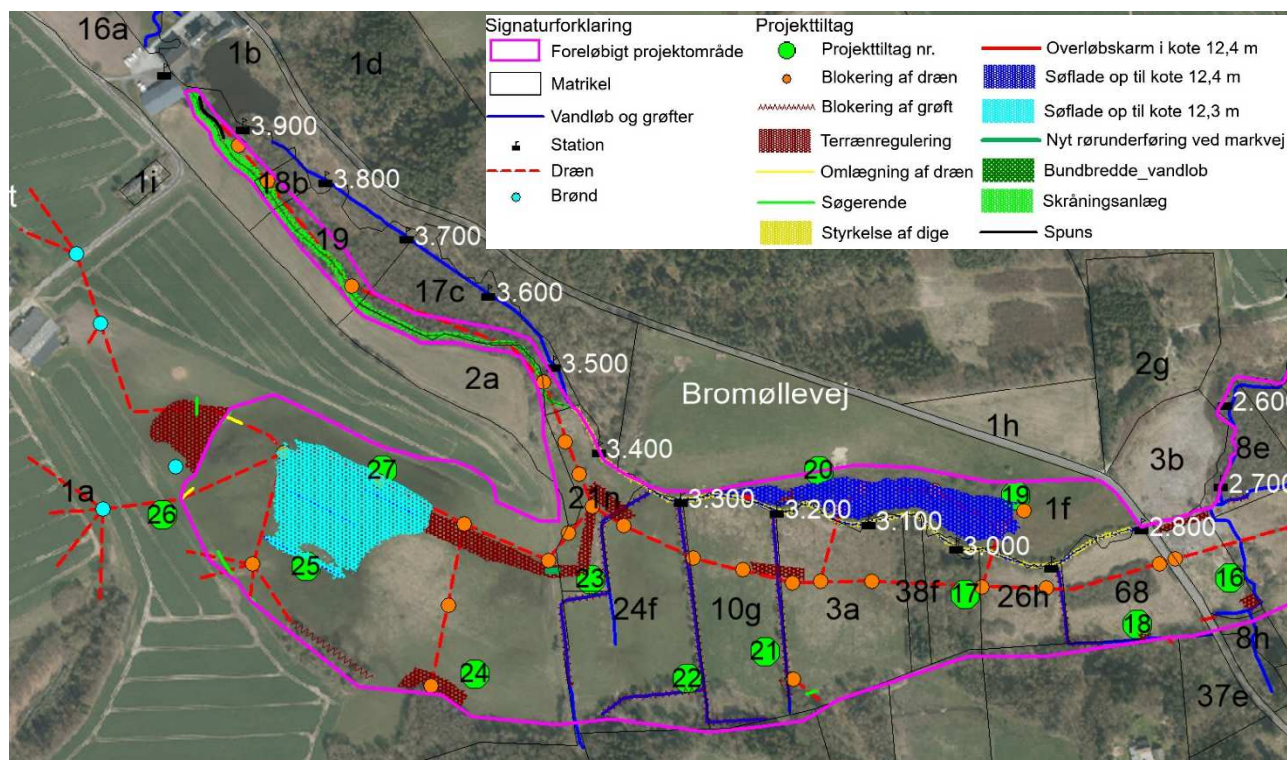 Signaturforklaring
Foreløbigt projektområde
Matrikel
Vandløb og grøfter
Station
Dræn
Brønd
Projekttiltag
Projekttiltag nr.
Blokering af dræn
Blokering af grøft
Terrænregulering
Omlægning af dræn
Søgerende
Styrkelse af dige
Overløbskarm i kote 12,4 m
Søflade op til kote 12,4 m
Søflade op til kote 12,3 m
Nyt rørunderføring ved markvej
Bundbredde_vandlob
Skråningsanlæg
Spuns
16a
1b
1d
3.900
1i
18b
3.800
t
19
3.700
17c
3.600
3.500
2a
2g
Bromøllevej
1h
2.600
3.400
8e
3b
27
20
19
2.700
1a
26
21n
3.300
3.200
3.100
1f
2.800
3.000
25
23
24f
10g
3a
38f
17
26h
68
16
18
8h
21
24
22
37e